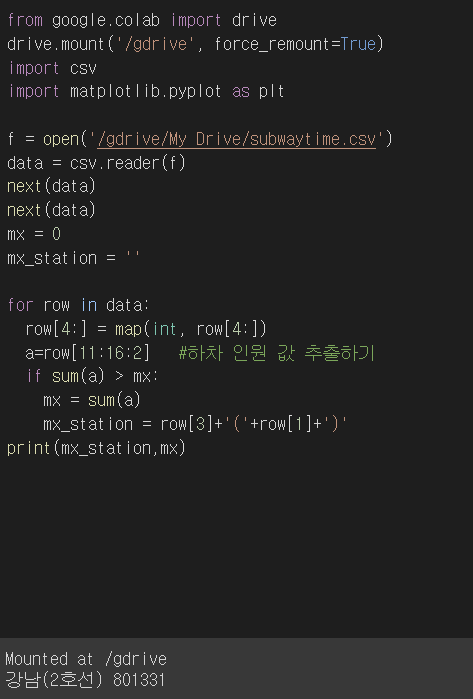 from google.colab import drive
drive.mount('/gdrive', force_remount=True)
import csv
import matplotlib.pyplot as plt
f = open('/gdrive/My Drive/subwaytime.csv')
data = csv.reader(f)
next(data)
next(data)
mx = 0
mx_station = ''
for row in data:
  row[4:] = map(int, row[4:])
  a=row[11:16:2]   #하차 인원 값 추출하기
  if sum(a) > mx:
    mx = sum(a)
    mx_station = row[3]+'('+row[1]+')'
print(mx_station,mx)
Mounted at /gdrive
강남(2호선) 801331